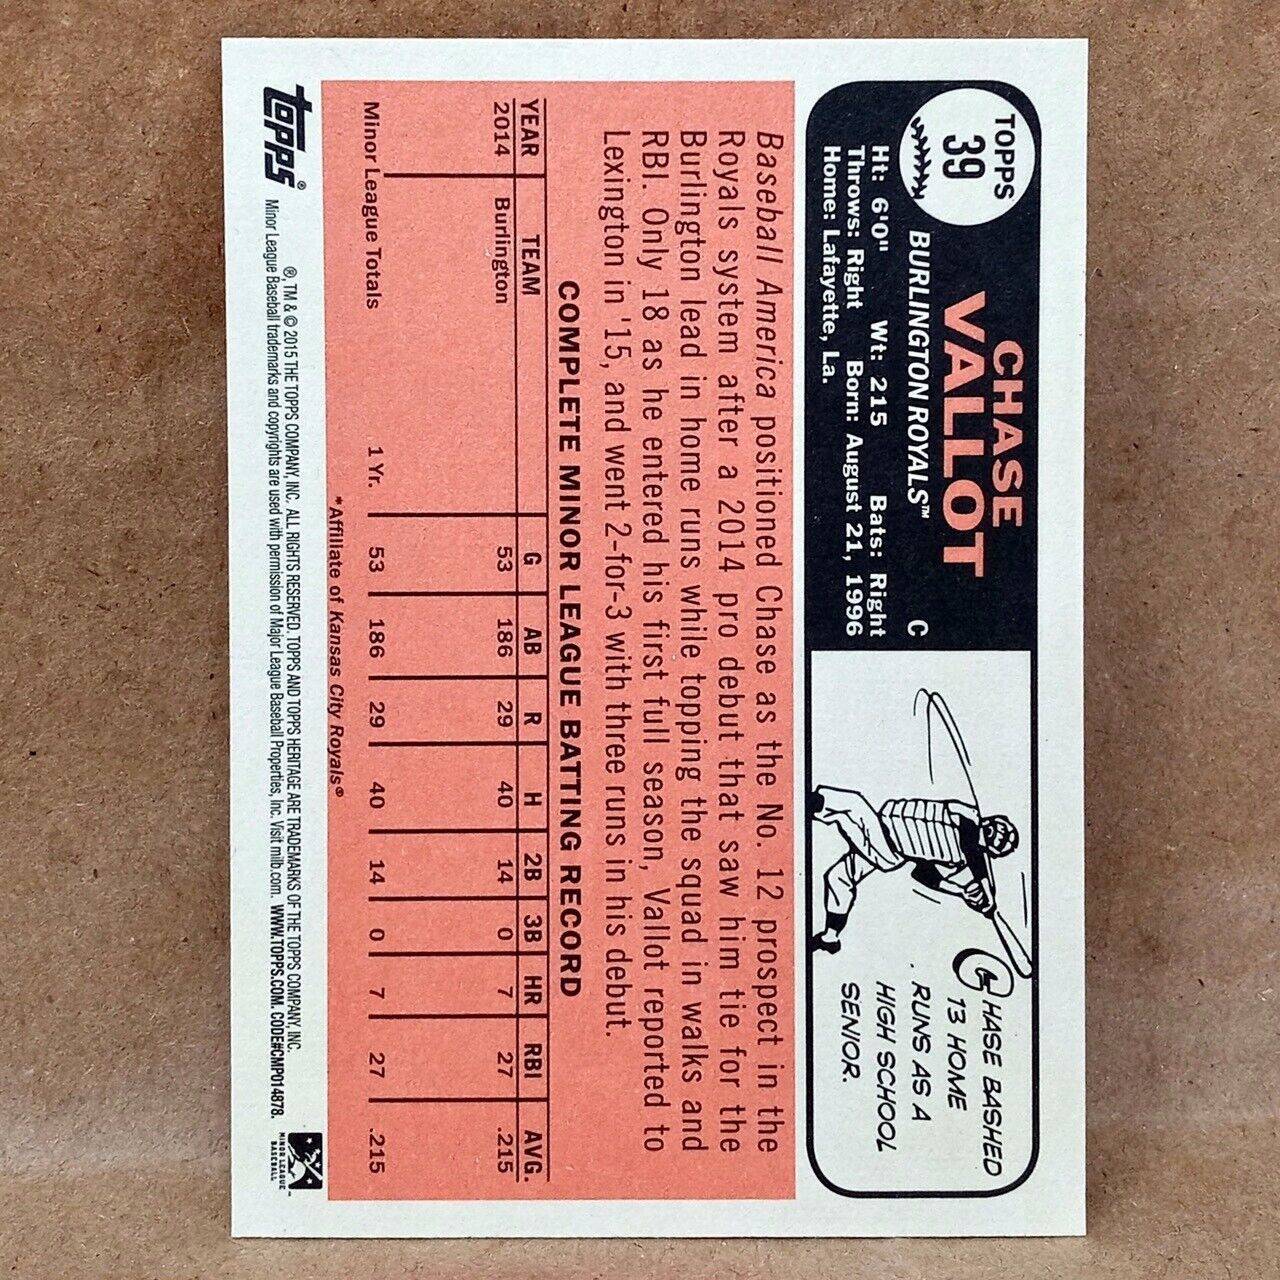 TOPPS
39
CHASE
VALLOT
BURLINGTON ROYALS™ C
Ht: 6'0" Wt: 215 Bats: Right
Throws: Right Born: August 21, 1996
Home: Lafayette, La.
CHASE BASHED
13 HOME
RUNS AS A
HIGH SCHOOL
SENIOR.
Baseball America positioned Chase as the No. 12 prospect in the
Royals system after a 2014 pro debut that saw him tie for the
Burlington lead in home runs while topping the squad in walks and
RBI. Only 18 as he entered his first full season, Vallot reported to
Lexington in '15, and went 2-for-3 with three runs in his debut.
COMPLETE MINOR LEAGUE BATTING RECORD
YEAR TEAM G AB R H 2B 3B HR RBI AVG.
2014 Burlington 53 186 29 40 14 0 7 27 .215
Minor League Totals 1 Yr. 53 186 29 40 14 0 7 27 .215
*Affiliate of Kansas City Royals®
Topps®
®, TM & © 2015 THE TOPPS COMPANY, INC. ALL RIGHTS RESERVED. TOPPS AND TOPPS HERITAGE ARE TRADEMARKS OF THE TOPPS COMPANY, INC.
Minor League Baseball trademarks and copyrights are used with permission of Major League Baseball Properties, Inc. Visit milb.com. WWW.TOPPS.COM. CODE#CMP014878.
MINOR LEAGUE
BASEBALL™